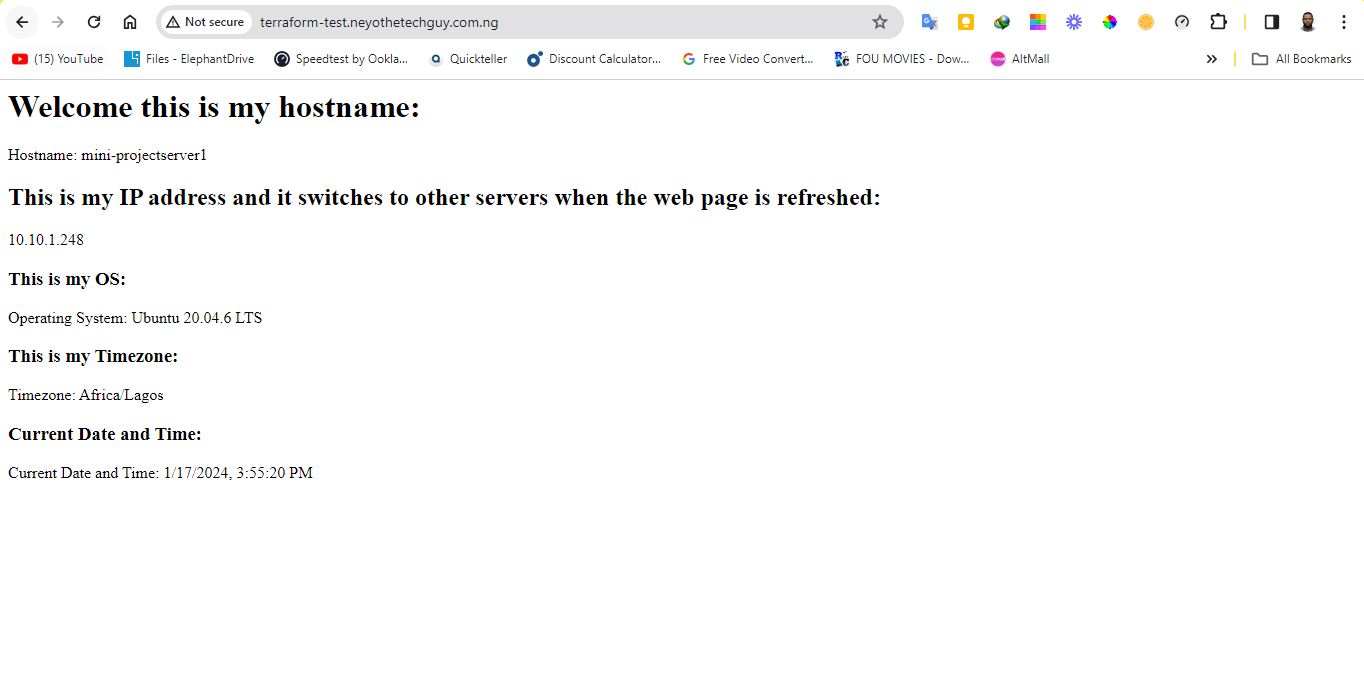 Not secure terraform-test.neyothetechguy.com.ng
(15) YouTube Files - ElephantDrive Speedtest by Ookla... Quickteller Discount Calculator... Free Video Convert... FOU MOVIES - Dow... AltMall » All Bookmarks
Welcome this is my hostname:
Hostname: mini-projectserver1
This is my IP address and it switches to other servers when the web page is refreshed:
10.10.1.248
This is my OS:
Operating System: Ubuntu 20.04.6 LTS
This is my Timezone:
Timezone: Africa/Lagos
Current Date and Time:
Current Date and Time: 1/17/2024, 3:55:20 PM